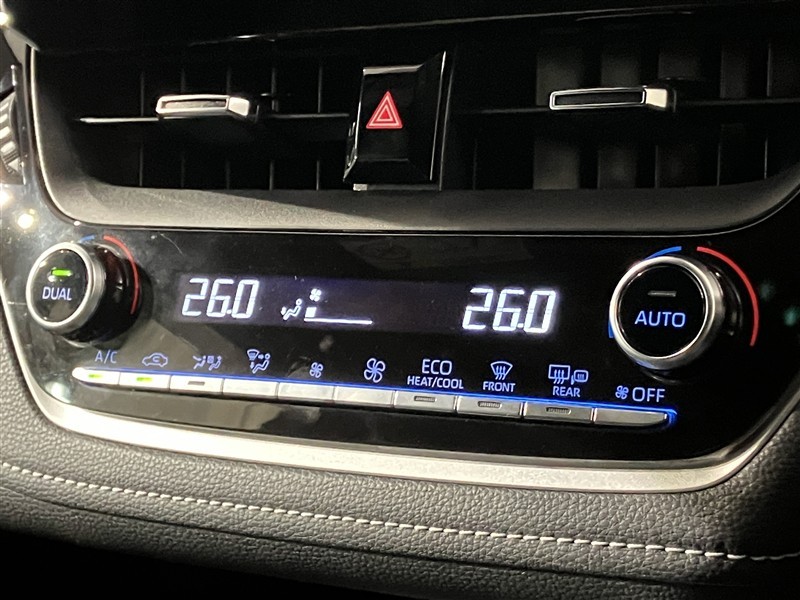 DUAL
26.0
26.0
AUTO
A/C
ECO
HEAT/COOL
FRONT
REAR
OFF